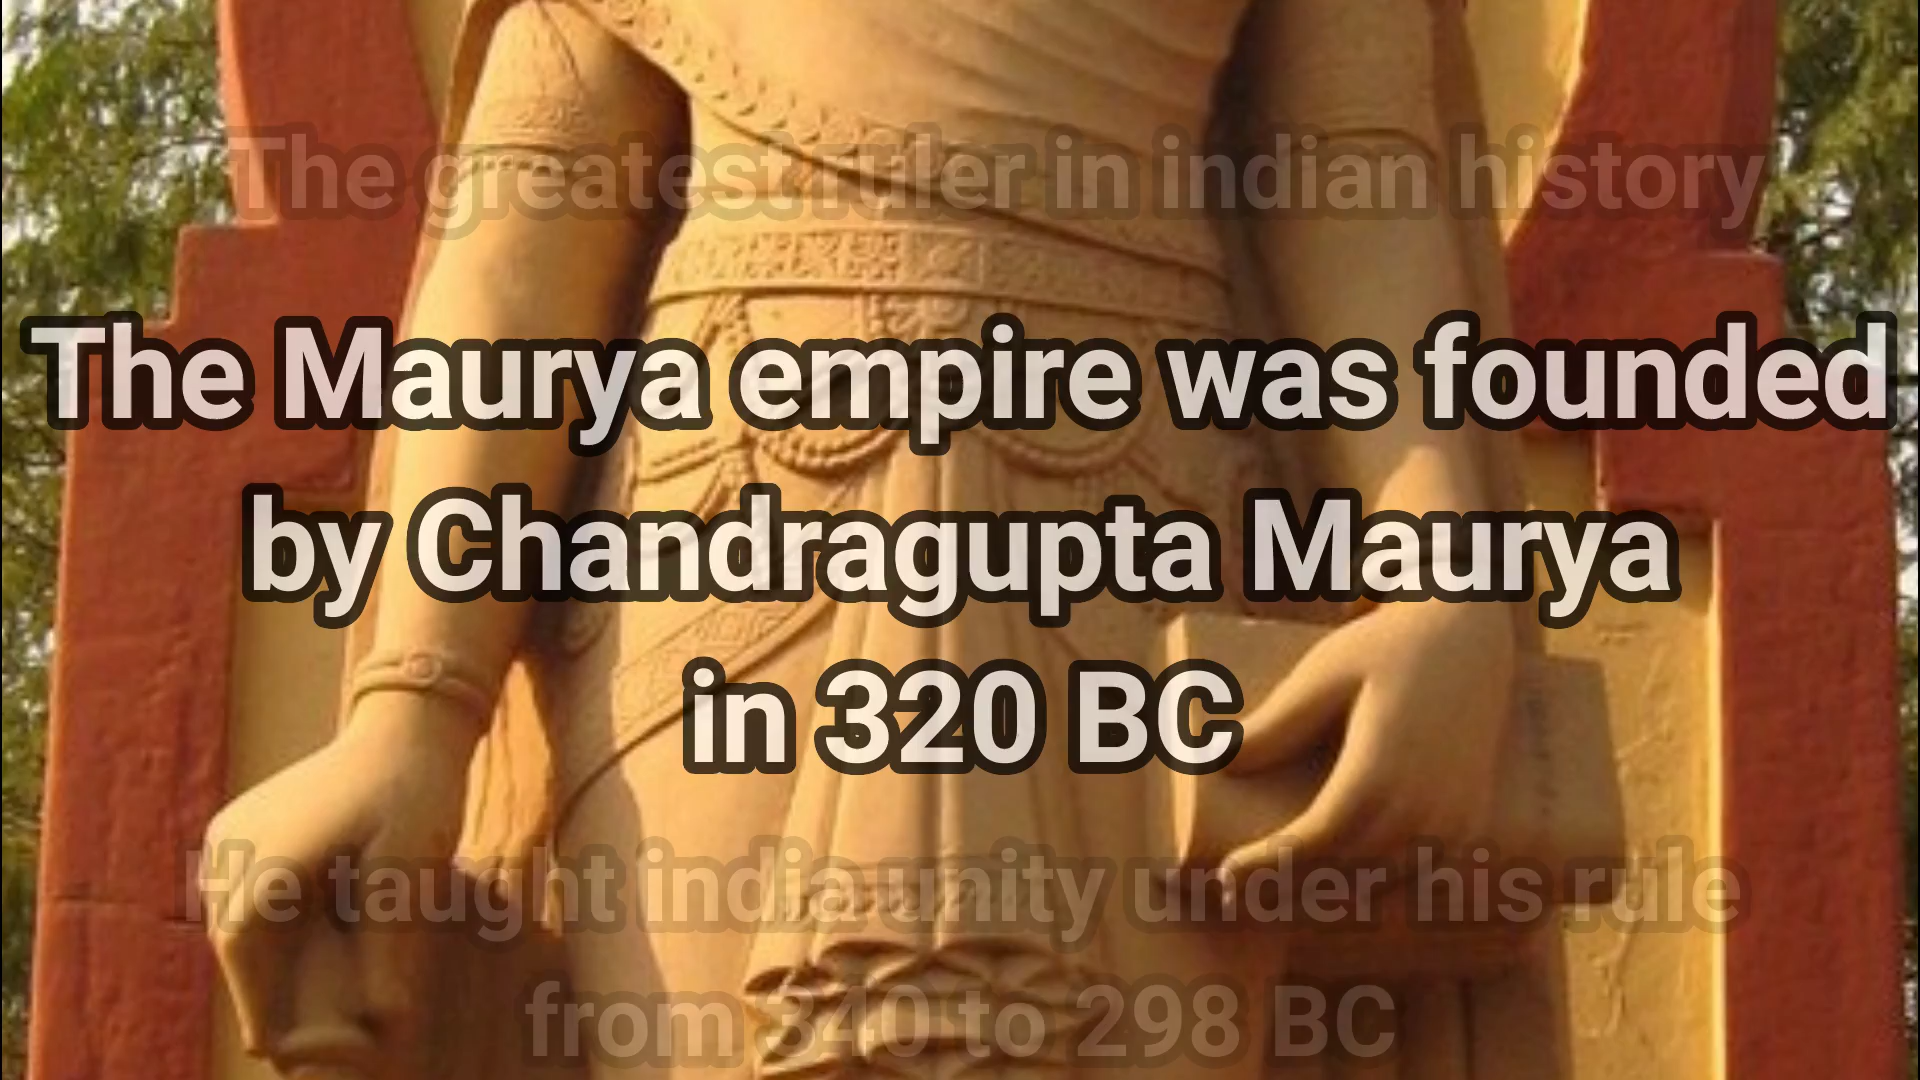 The greatest ruler in indian history
The Maurya empire was founded
by Chandragupta Maurya
in 320 BC
He taught india unity under his rule
from 340 to 298 BC